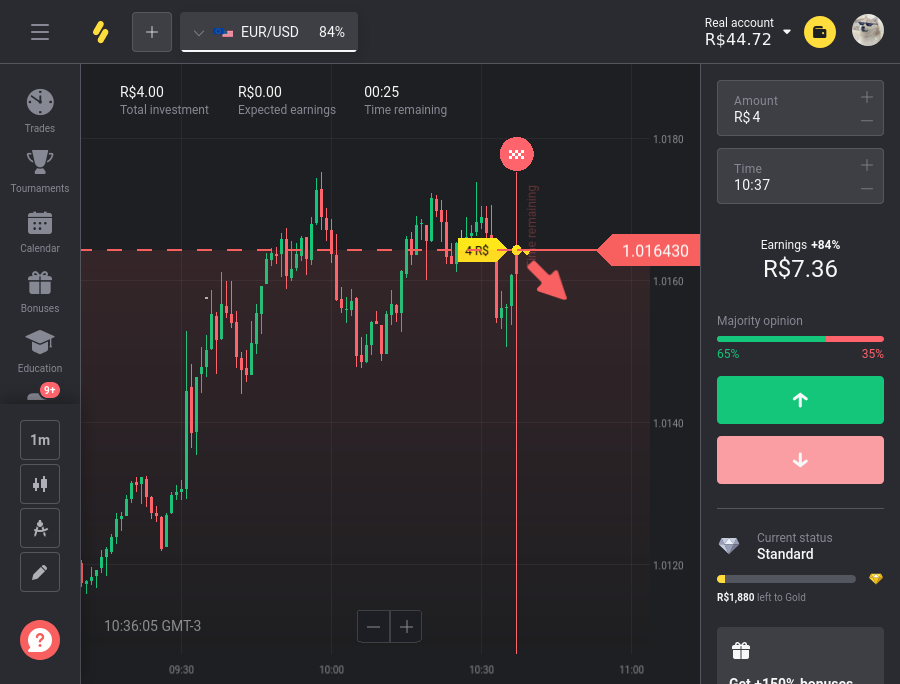 EUR/USD 84%
Real account
R$44.72
Trades
Tournaments
Calendar
Bonuses
Education
9+
1m
R$4.00
Total investment
R$0.00
Expected earnings
00:25
Time remaining
1.0180
1.0160
1.0140
1.0120
4 R$
remaining
1.016430
10:36:05 GMT-3
09:30
10:00
10:30
11:00
Amount
R$4
Time
10:37
Earnings +84%
R$7.36
Majority opinion
65%
35%
Current status
Standard
R$1,880 left to Gold
Get +150% bonuses